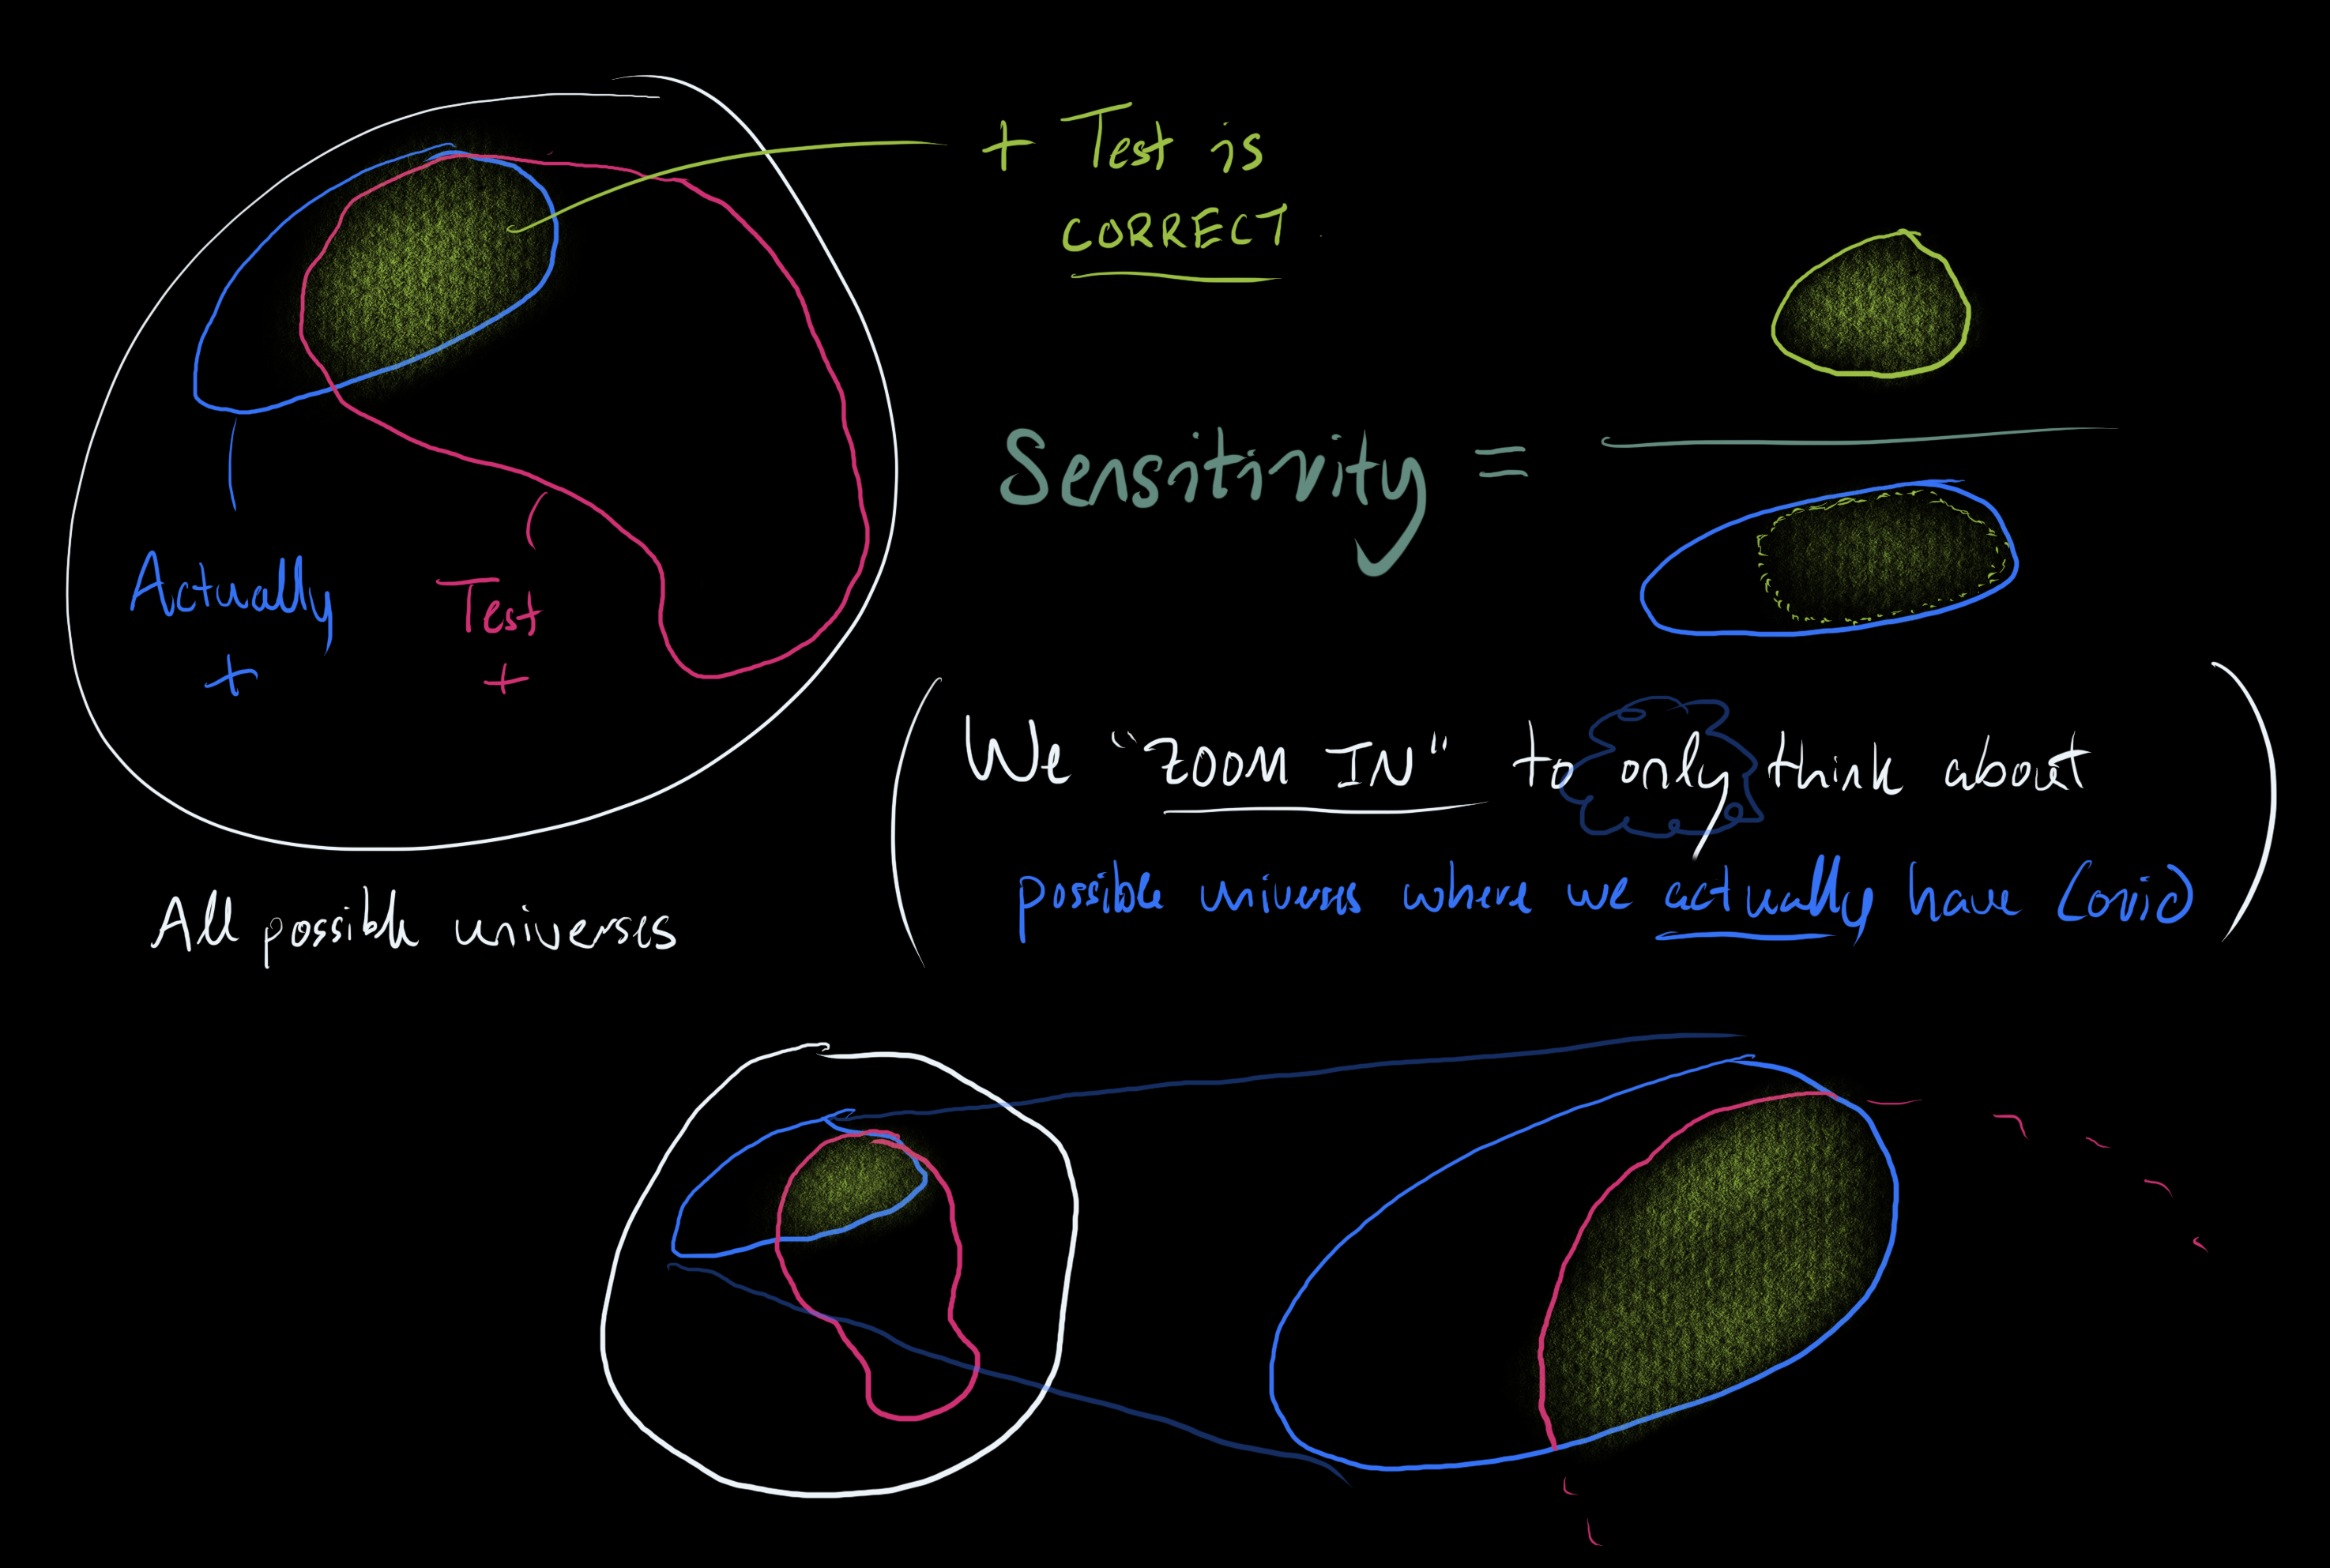 + Test is
CORRECT
Sensitivity =
Actually
+
Test
+
All possible universes
(We "ZOOM IN" to only think about
possible universes where we actually have Covid)